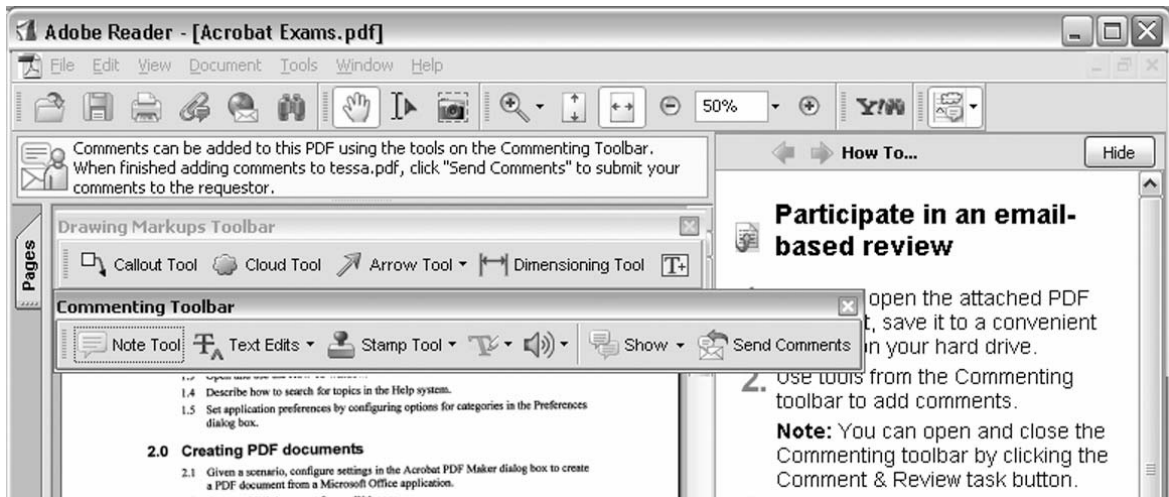 Adobe Reader - [Acrobat Exams.pdf]
File Edit View Document Tools Window Help
50%
Y!
Comments can be added to this PDF using the tools on the Commenting Toolbar.
When finished adding comments to tessa.pdf, click "Send Comments" to submit your
comments to the requestor.
Pages
Drawing Markups Toolbar
Callout Tool Cloud Tool Arrow Tool Dimensioning Tool T+
Commenting Toolbar
Note Tool Text Edits Stamp Tool Show Send Comments
1.4 Describe how to search for topics in the Help system.
1.5 Set application preferences by configuring options for categories in the Preferences
dialog box.
2.0 Creating PDF documents
2.1 Given a scenario, configure settings in the Acrobat PDF Maker dialog box to create
a PDF document from a Microsoft Office application.
How To... Hide
Participate in an email-
based review
open the attached PDF
, save it to a convenient
n your hard drive.
2. Use tools from the Commenting
toolbar to add comments.
Note: You can open and close the
Commenting toolbar by clicking the
Comment & Review task button.